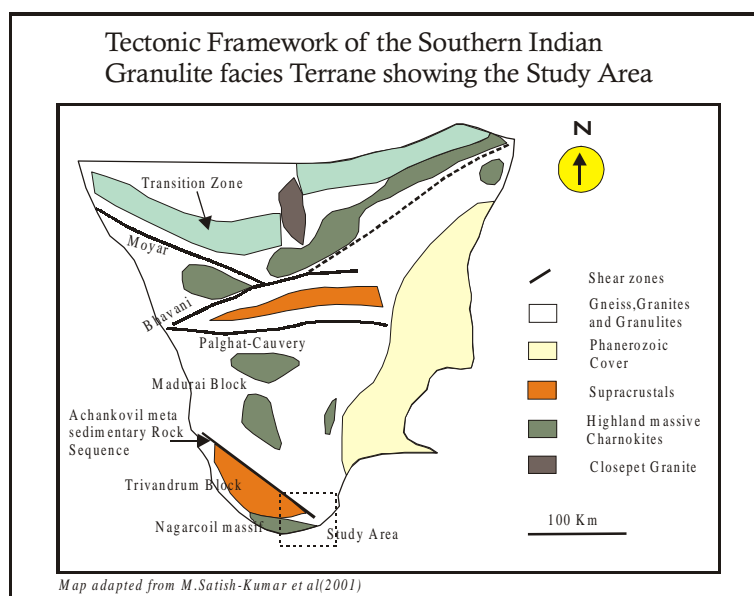 Tectonic Framework of the Southern Indian
Granulite facies Terrane showing the Study Area
N
Transition Zone
Moyar
Bhavani
Palghat-Cauvery
Madurai Block
Achankovil meta
sedimentary Rock
Sequence
Trivandrum Block
Nagarcoil massif
Study Area
Shear zones
Gneiss,Granites
and Granulites
Phanerozoic
Cover
Supracrustals
Highland massive
Charnokites
Closepet Granite
100 Km
Map adapted from M.Satish-Kumar et al(2001)